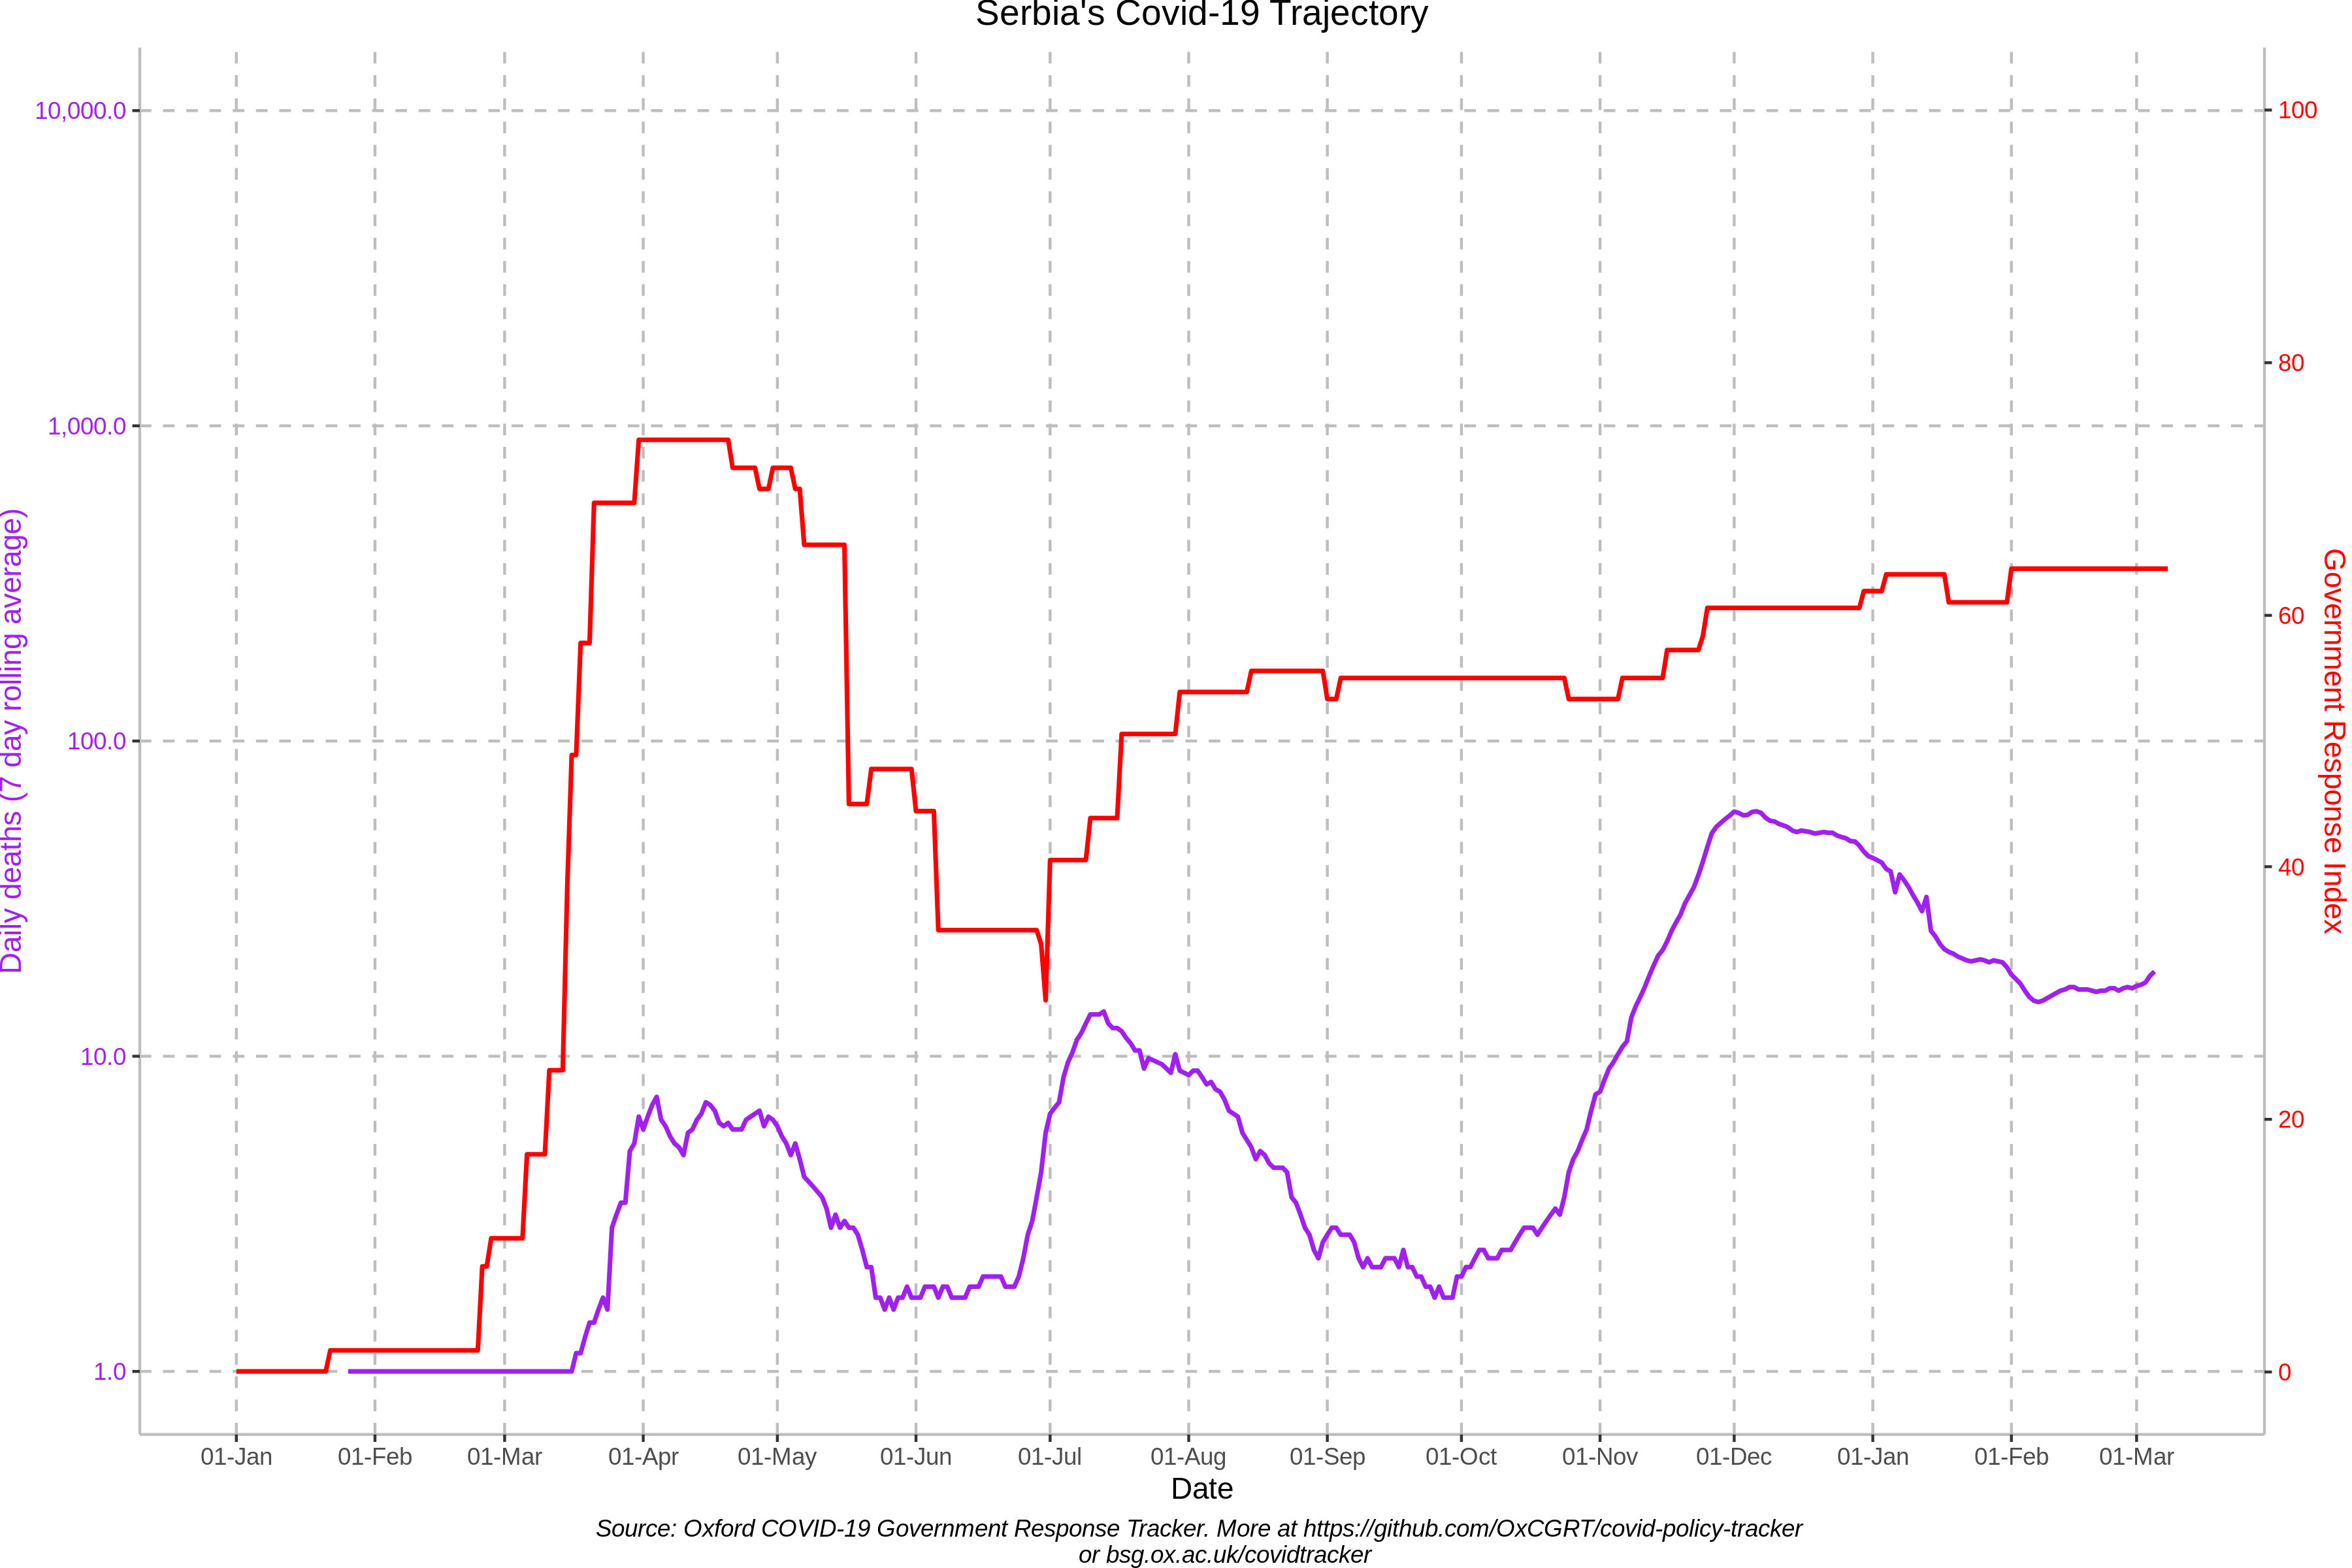 Serbia's Covid-19 Trajectory
10,000.0
1,000.0
100.0
10.0
1.0
Daily deaths (7 day rolling average)
100
80
60
40
20
0
Government Response Index
01-Jan 01-Feb 01-Mar 01-Apr 01-May 01-Jun 01-Jul 01-Aug 01-Sep 01-Oct 01-Nov 01-Dec 01-Jan 01-Feb 01-Mar
Date
Source: Oxford COVID-19 Government Response Tracker. More at https://github.com/OxCGRT/covid-policy-tracker
or bsg.ox.ac.uk/covidtracker